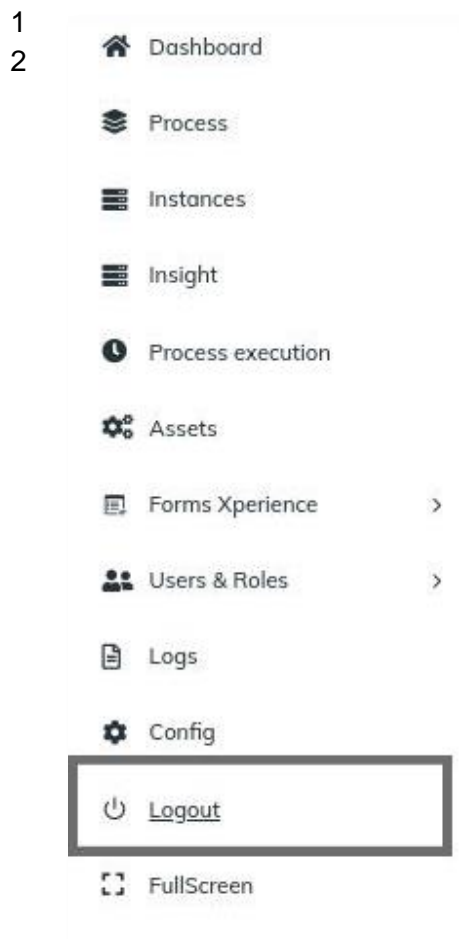 1
2
Dashboard
Process
Instances
Insight
Process execution
Assets
Forms Xperience
Users & Roles
Logs
Config
Logout
FullScreen